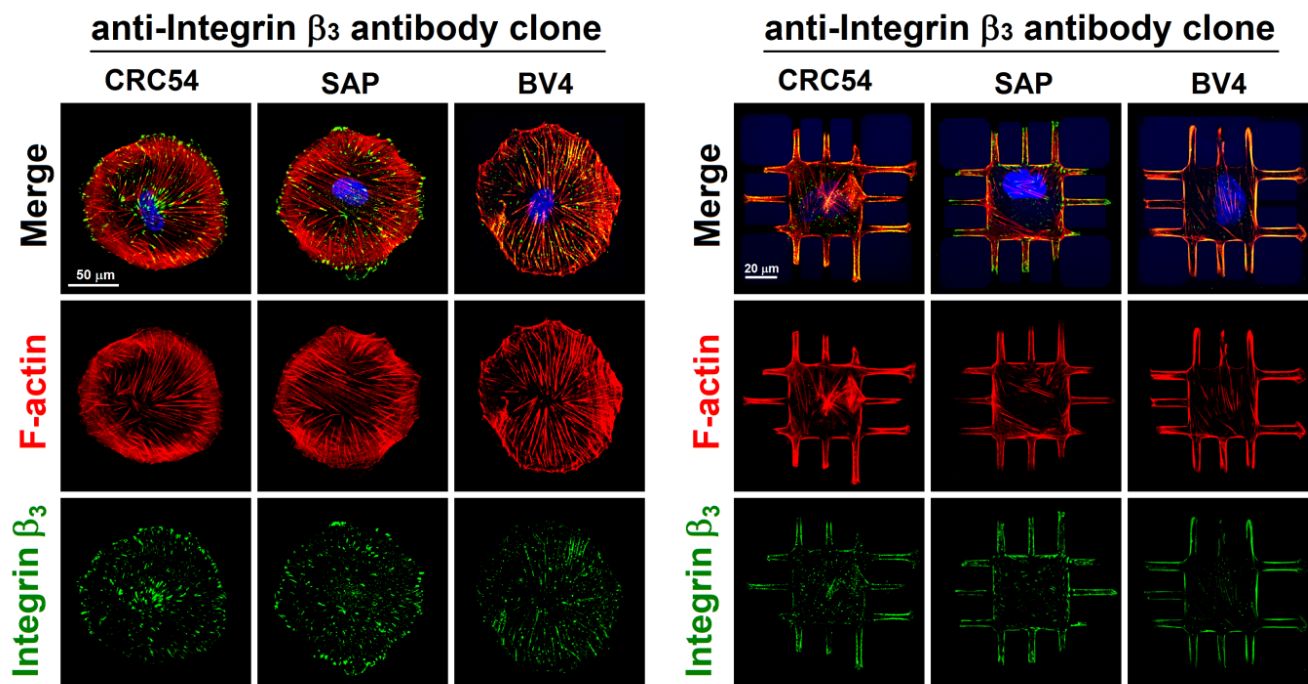 anti-Integrin β₃ antibody clone
CRC54 SAP BV4
Merge
50 μm
F-actin
Integrin β₃
anti-Integrin β₃ antibody clone
CRC54 SAP BV4
Merge
20 μm
F-actin
Integrin β₃